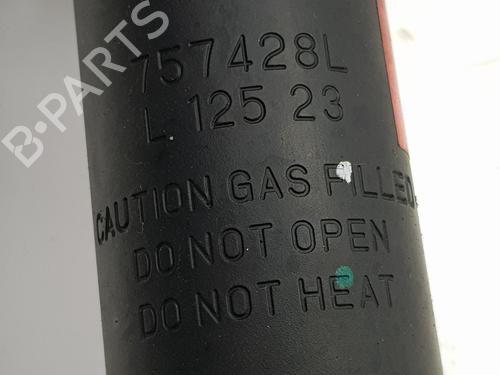 B-PARTS
757428L
L 125 23
CAUTION GAS FILLED
DO NOT OPEN
DO NOT HEAT